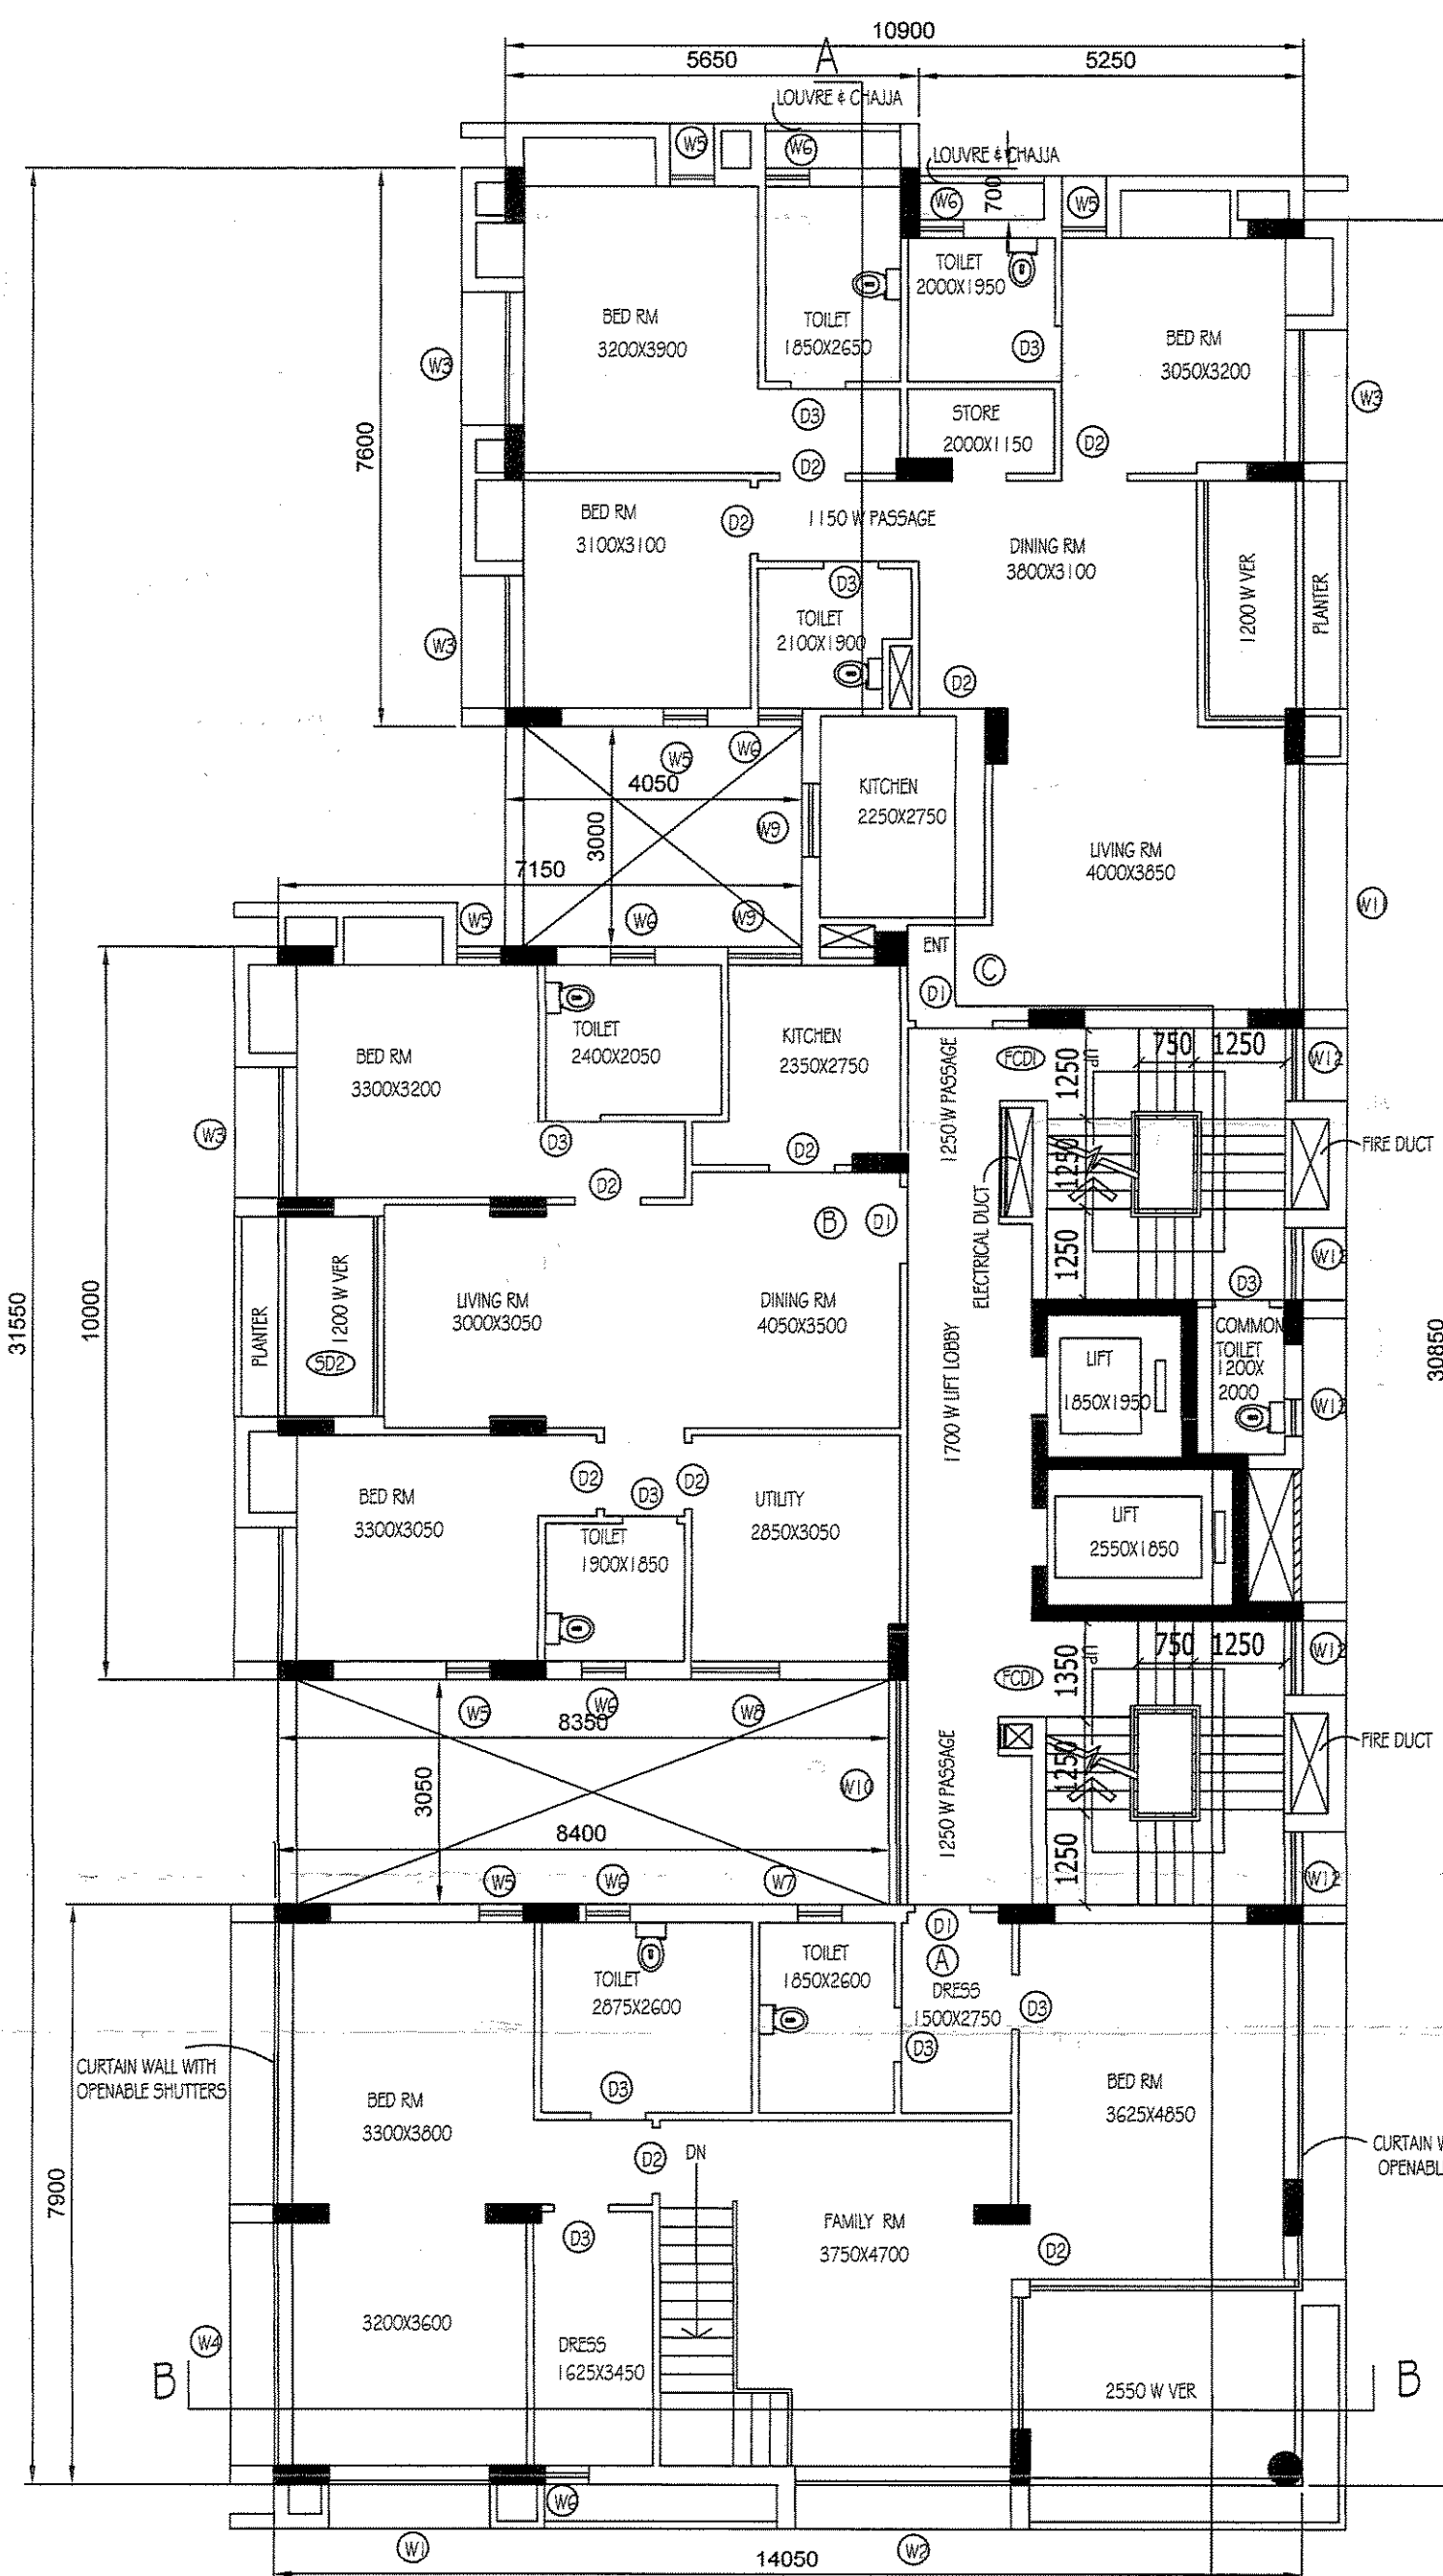 10900
5650
A
5250
LOUVRE & CHAJJA
W5
W6
LOUVRE & CHAJJA
700
W6
W5
TOILET
2000X1950
BED RM
3200X3900
TOILET
1850X2650
D3
BED RM
3050X3200
W3
W3
7600
D3
STORE
2000X1150
D2
D2
BED RM
3100X3100
D2
1150 W PASSAGE
DINING RM
3800X3100
D3
1200 W VER
PLANTER
TOILET
2100X1900
W3
D2
W5
W6
4050
KITCHEN
2250X2750
W9
3000
LIVING RM
4000X3850
7150
W5
W6
W9
W11
ENT
C
D1
BED RM
3300X3200
TOILET
2400X2050
KITCHEN
2350X2750
1250 W PASSAGE
FCD1
1250
UP
750
1250
W12
W3
D3
D2
D2
1250
FIRE DUCT
ELECTRICAL DUCT
B
D1
1250
W12
D3
31550
10000
PLANTER
1200 W VER
SD2
LIVING RM
3000X3050
DINING RM
4050X3500
1700 W LIFT LOBBY
LIFT
1850X1950
COMMON
TOILET
1200X
2000
W13
30850
D2
D3
D2
BED RM
3300X3050
UTILITY
2850X3050
TOILET
1900X1850
LIFT
2550X1850
FCD1
1350
UP
750
1250
W12
W5
W6
W8
8350
3050
W10
1250 W PASSAGE
1250
FIRE DUCT
8400
1250
W12
W5
W6
W7
D1
A
TOILET
2875X2600
TOILET
1850X2600
DRESS
1500X2750
D3
D3
CURTAIN WALL WITH
OPENABLE SHUTTERS
BED RM
3300X3800
D3
BED RM
3625X4850
CURTAIN W
OPENABL
7900
D2
DN
D3
FAMILY RM
3750X4700
D2
W4
3200X3600
DRESS
1625X3450
B
2550 W VER
B
W6
W1
W2
14050